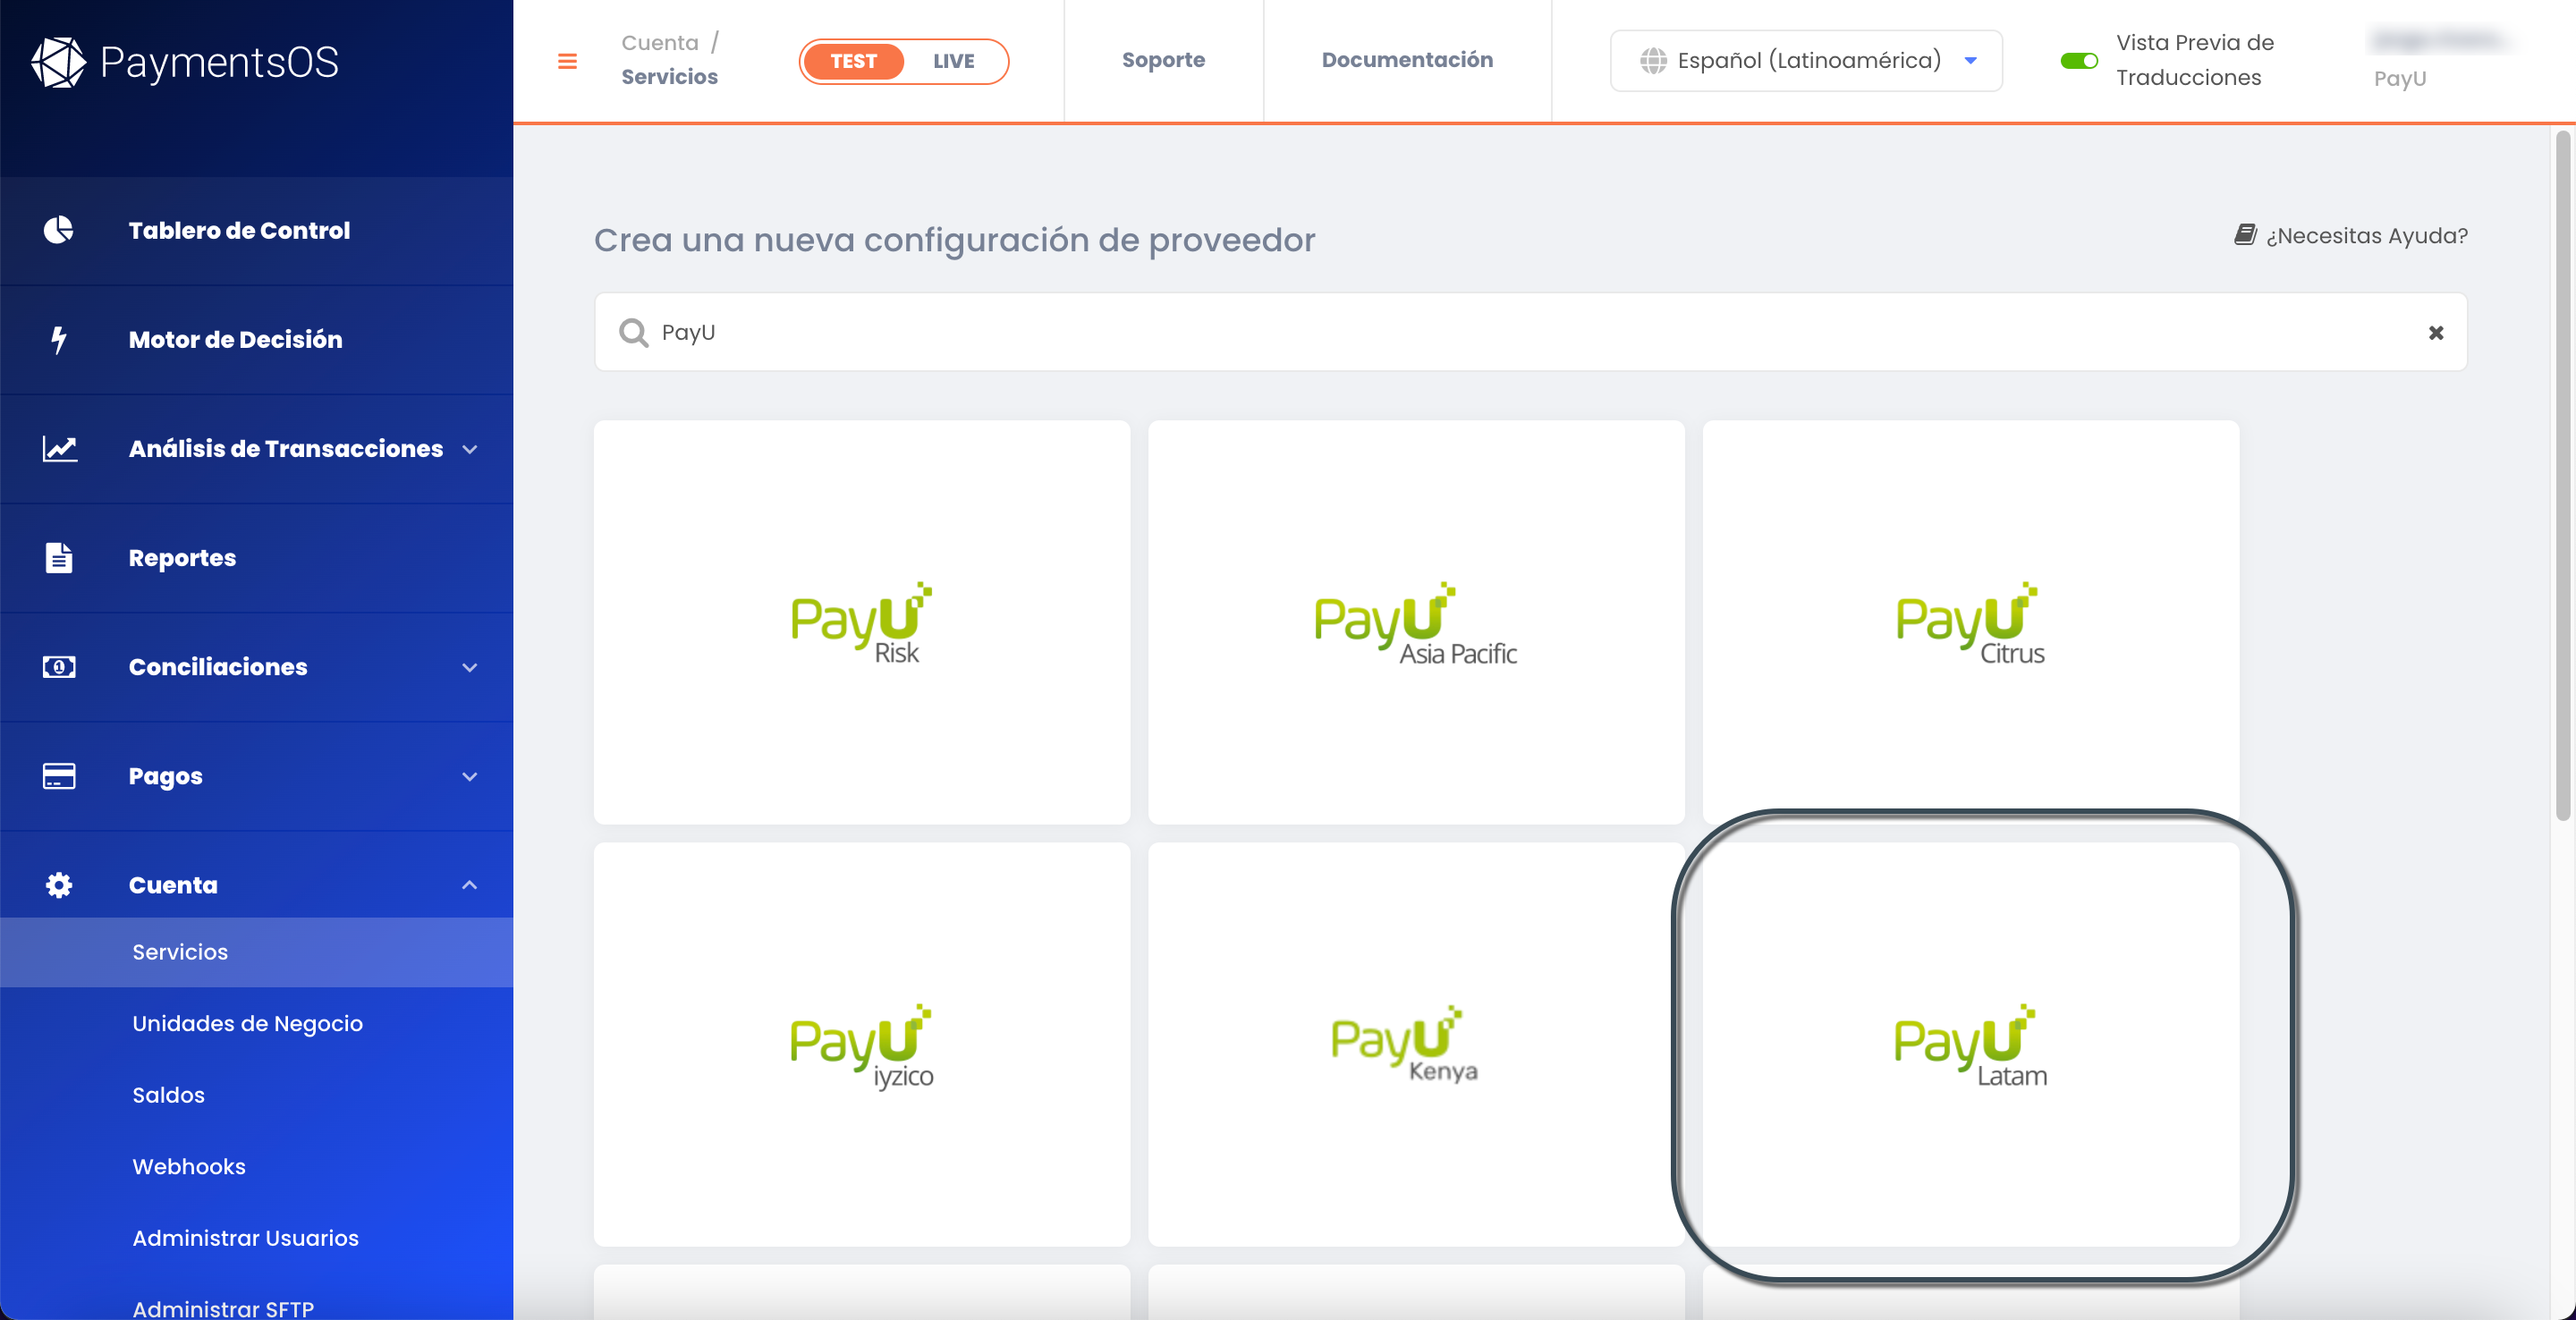 PaymentsOS
Cuenta /
Servicios
TEST
LIVE
Soporte
Documentación
Español (Latinoamérica)
Vista Previa de
Traducciones
PayU
Tablero de Control
Motor de Decisión
Análisis de Transacciones
Reportes
Conciliaciones
Pagos
Cuenta
Servicios
Unidades de Negocio
Saldos
Webhooks
Administrar Usuarios
Administrar SFTP
Crea una nueva configuración de proveedor
¿Necesitas Ayuda?
PayU
PayU
Risk
PayU
Asia Pacific
PayU
Citrus
PayU
iyzico
PayU
Kenya
PayU
Latam